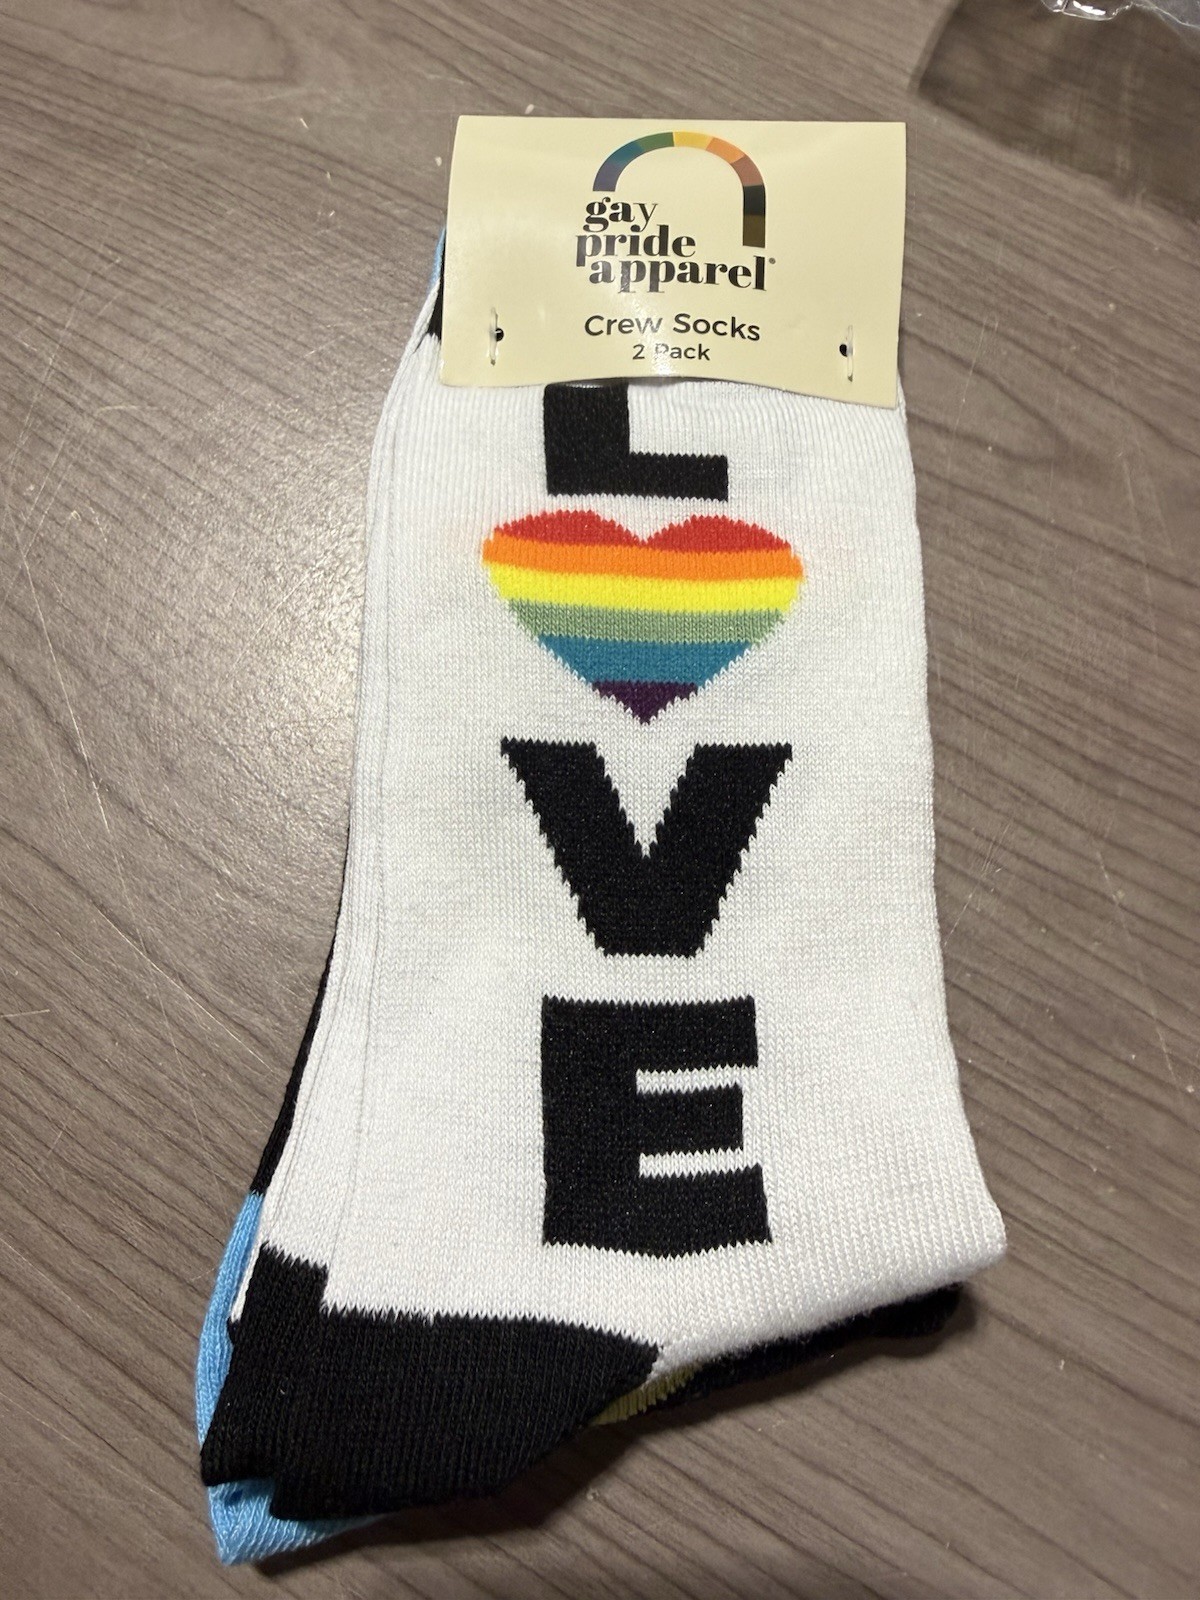 gay
pride
apparel®
Crew Socks
2 Pack
L
V
E